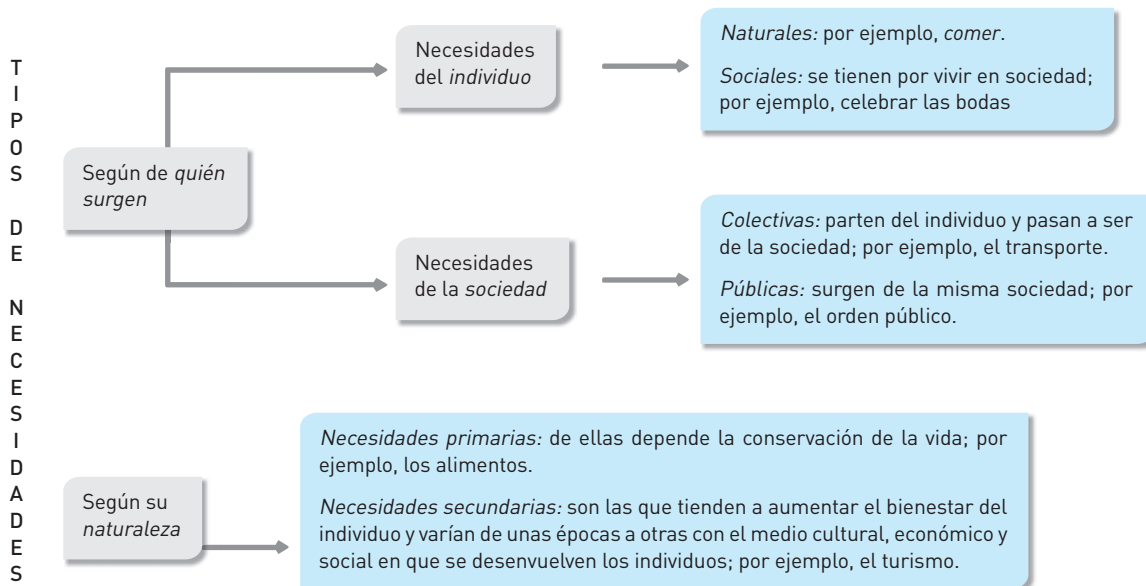 TIPOS DE NECESIDADES
Según de quién
surgen
Necesidades
del individuo
Naturales: por ejemplo, comer.
Sociales: se tienen por vivir en sociedad;
por ejemplo, celebrar las bodas
Necesidades
de la sociedad
Colectivas: parten del individuo y pasan a ser
de la sociedad; por ejemplo, el transporte.
Públicas: surgen de la misma sociedad; por
ejemplo, el orden público.
Según su
naturaleza
Necesidades primarias: de ellas depende la conservación de la vida; por
ejemplo, los alimentos.
Necesidades secundarias: son las que tienden a aumentar el bienestar del
individuo y varían de unas épocas a otras con el medio cultural, económico y
social en que se desenvuelven los individuos; por ejemplo, el turismo.